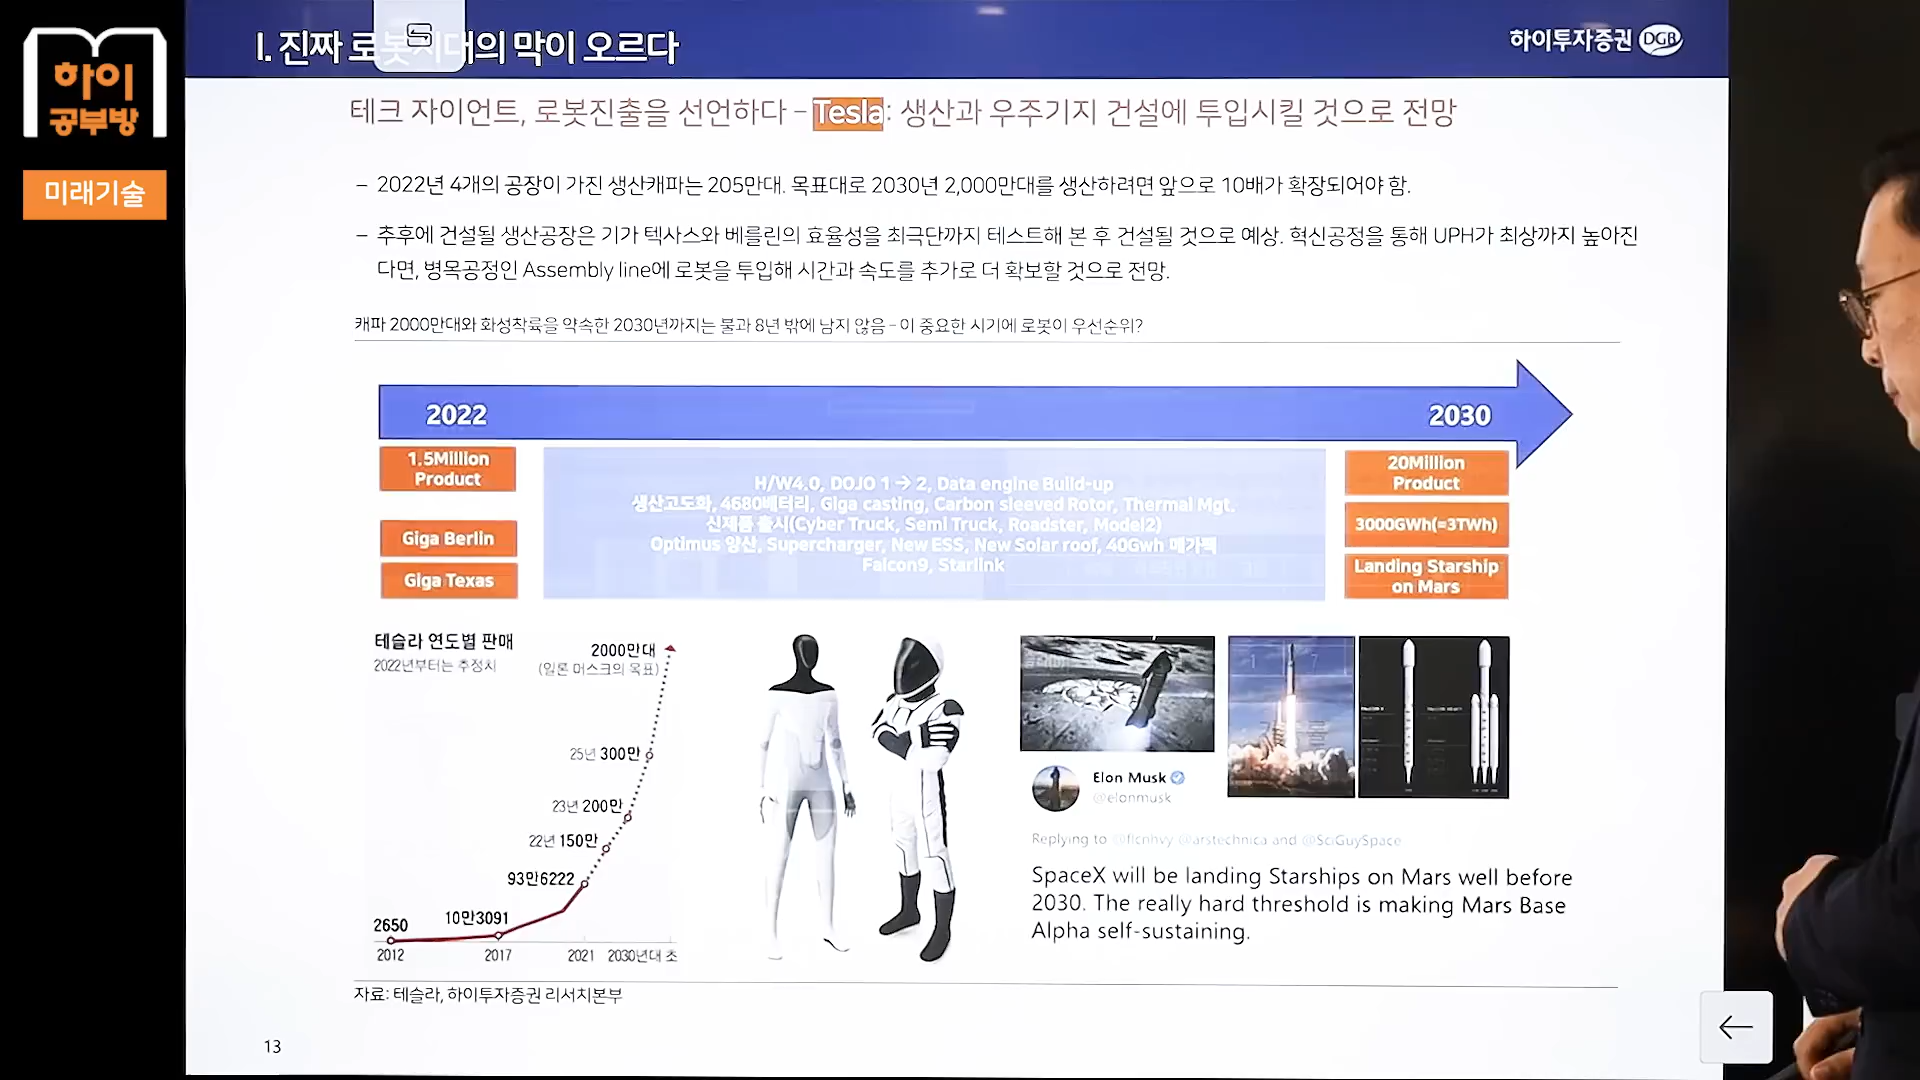 하이
공부방
미래기술
I. 진짜 로봇시대의 막이 오르다
하이투자증권 DGB
테크 자이언트, 로봇진출을 선언하다 – Tesla: 생산과 우주기지 건설에 투입시킬 것으로 전망
– 2022년 4개의 공장이 가진 생산캐파는 205만대. 목표대로 2030년 2,000만대를 생산하려면 앞으로 10배가 확장되어야 함.
– 추후에 건설될 생산공장은 기가 텍사스와 베를린의 효율성을 최극단까지 테스트해 본 후 건설될 것으로 예상. 혁신공정을 통해 UPH가 최상까지 높아진
다면, 병목공정인 Assembly line에 로봇을 투입해 시간과 속도를 추가로 더 확보할 것으로 전망.
캐파 2000만대와 화성착륙을 약속한 2030년까지는 불과 8년 밖에 남지 않음 – 이 중요한 시기에 로봇이 우선순위?
2022
2030
1.5Million
Product
Giga Berlin
Giga Texas
H/W4.0, DOJO 1 → 2, Data engine Build-up
생산고도화, 4680배터리, Giga casting, Carbon sleeved Rotor, Thermal Mgt.
신제품 출시(Cyber Truck, Semi Truck, Roadster, Model2)
Optimus 양산, Supercharger, New ESS, New Solar roof, 40Gwh 메가팩
Falcon9, Starlink
20Million
Product
3000GWh(=3TWh)
Landing Starship
on Mars
테슬라 연도별 판매
2022년부터는 추정치
2000만대
(일론 머스크의 목표)
25년 300만
23년 200만
22년 150만
93만6222
10만3091
2650
2012
2017
2021
2030년대 초
Elon Musk
@elonmusk
Replying to @flcnhvy @arstechnica and @SciGuySpace
SpaceX will be landing Starships on Mars well before
2030. The really hard threshold is making Mars Base
Alpha self-sustaining.
자료: 테슬라, 하이투자증권 리서치본부
13